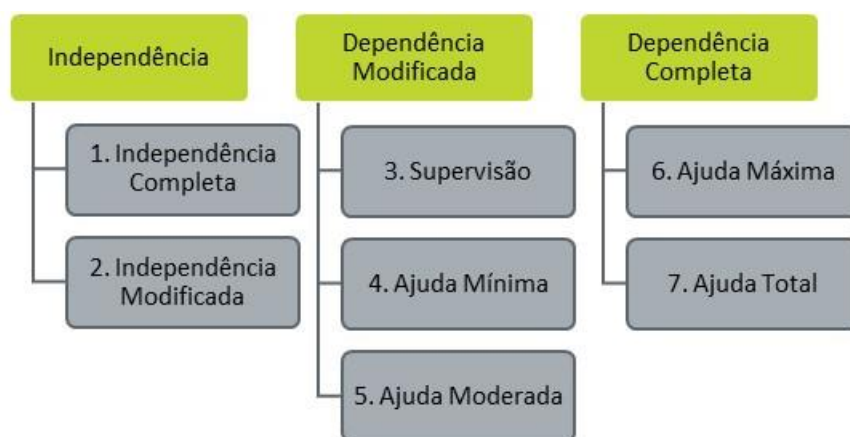 Independência
1. Independência
Completa
2. Independência
Modificada
Dependência
Modificada
3. Supervisão
4. Ajuda Mínima
5. Ajuda Moderada
Dependência
Completa
6. Ajuda Máxima
7. Ajuda Total